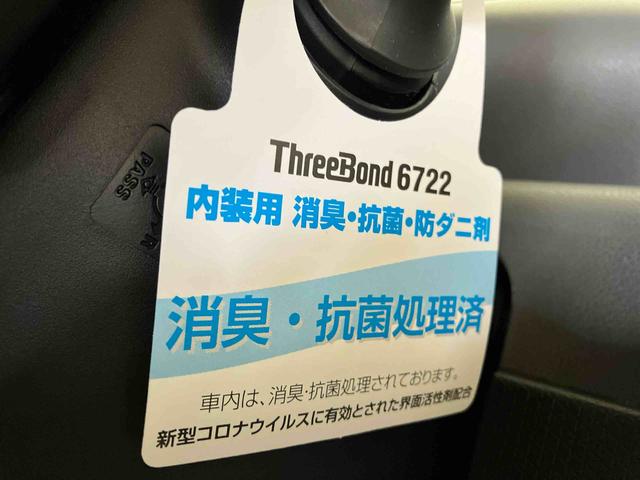 ThreeBond 6722
内装用 消臭・抗菌・防ダニ剤
消臭・抗菌処理済
車内は、消臭・抗菌処理されております。
新型コロナウイルスに有効とされた界面活性剤配合
PASS